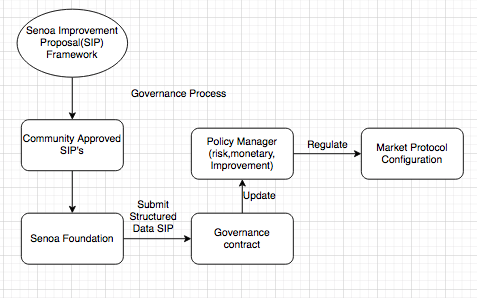 Senoa Improvement
Proposal(SIP)
Framework
Governance Process
Community Approved
SIP's
Policy Manager
(risk,monetary,
Improvement)
Regulate
Market Protocol
Configuration
Submit
Structured
Data SIP
Update
Senoa Foundation
Governance
contract